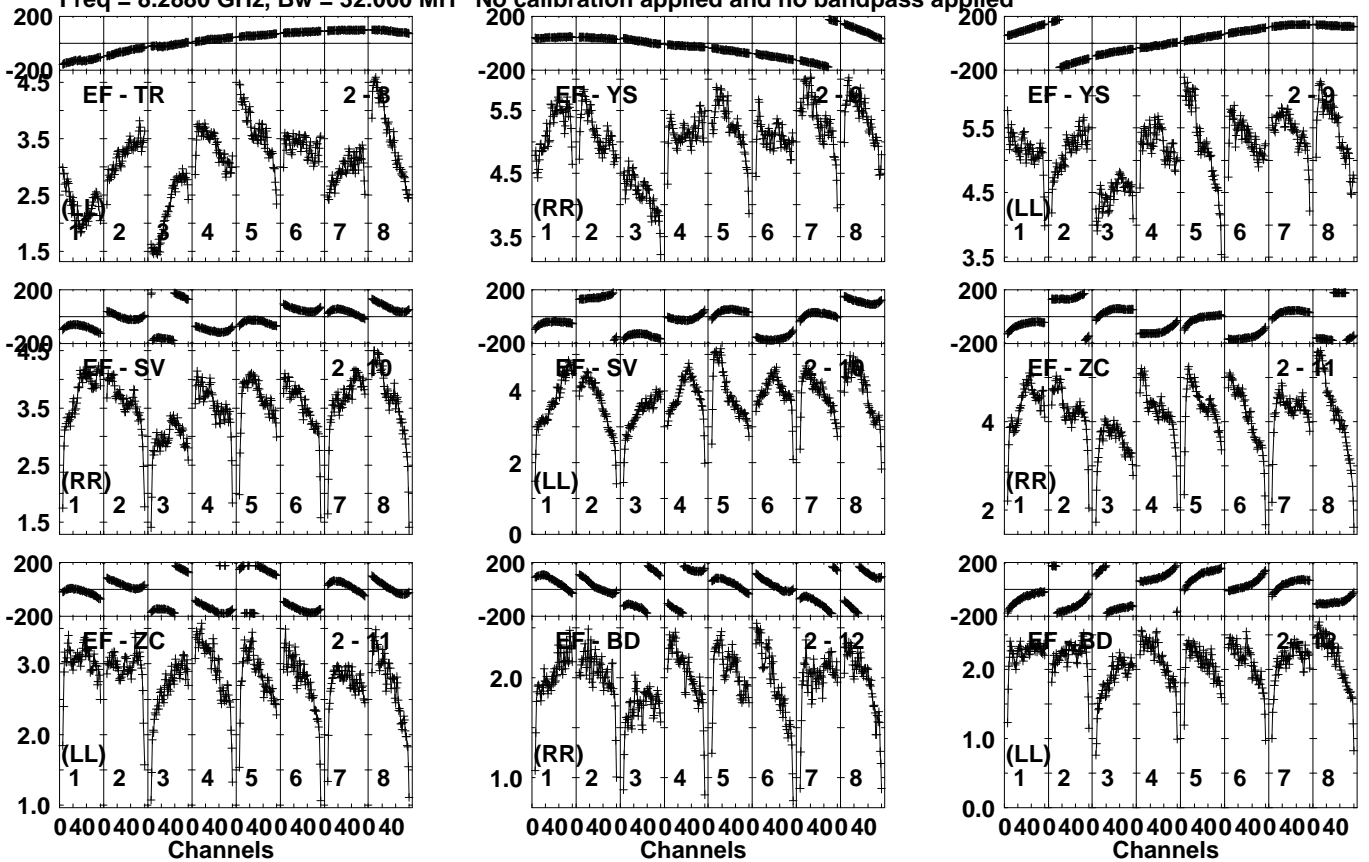 Freq = 8.2880 GHz, Bw = 32.000 MH No calibration applied and no bandpass applied
200 200 200
-200 -200 -200
4.5 3.5 2.5 1.5
EF - TR 2 - 8
(LL)
1 2 3 4 5 6 7 8
5.5 4.5 3.5
EF - YS 2 - 9
(RR)
1 2 3 4 5 6 7 8
5.5 4.5 3.5
EF - YS 2 - 9
(LL)
1 2 3 4 5 6 7 8
200 200 200
-200 -200 -200
4.5 3.5 2.5 1.5
EF - SV 2 - 10
(RR)
1 2 3 4 5 6 7 8
4 2 0
EF - SV 2 - 10
(LL)
1 2 3 4 5 6 7 8
4 2
EF - ZC 2 - 11
(RR)
1 2 3 4 5 6 7 8
200 200 200
-200 -200 -200
3.0 2.0 1.0
EF - ZC 2 - 11
(LL)
1 2 3 4 5 6 7 8
2.0 1.0
EF - BD 2 - 12
(RR)
1 2 3 4 5 6 7 8
2.0 1.0 0.0
EF - BD 2 - 12
(LL)
1 2 3 4 5 6 7 8
0 40 0 40 0 40 0 40 0 40 0 40 0 40 0 40
0 40 0 40 0 40 0 40 0 40 0 40 0 40 0 40
0 40 0 40 0 40 0 40 0 40 0 40 0 40 0 40
Channels Channels Channels